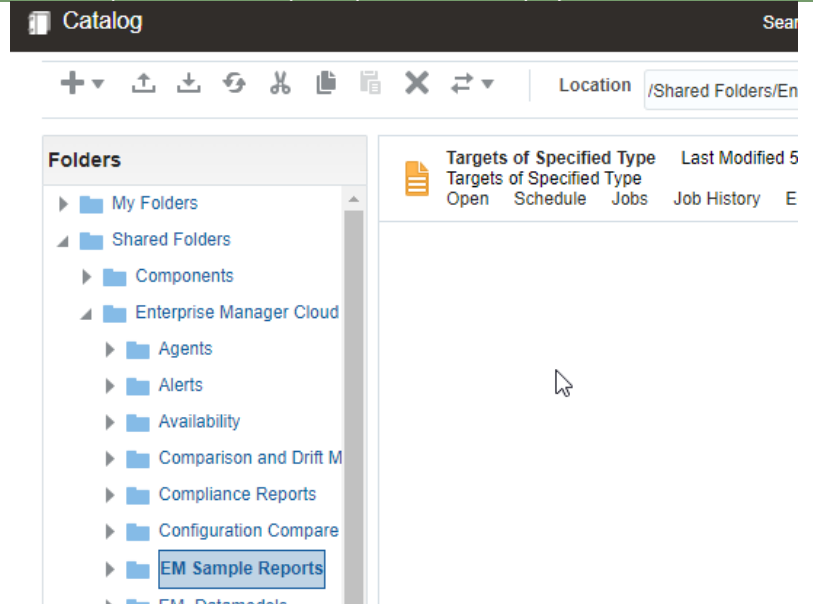 Catalog
Sear
Location /Shared Folders/En
Folders
My Folders
Shared Folders
Components
Enterprise Manager Cloud
Agents
Alerts
Availability
Comparison and Drift M
Compliance Reports
Configuration Compare
EM Sample Reports
EM Datamodels
Targets of Specified Type Last Modified 5
Targets of Specified Type
Open Schedule Jobs Job History E